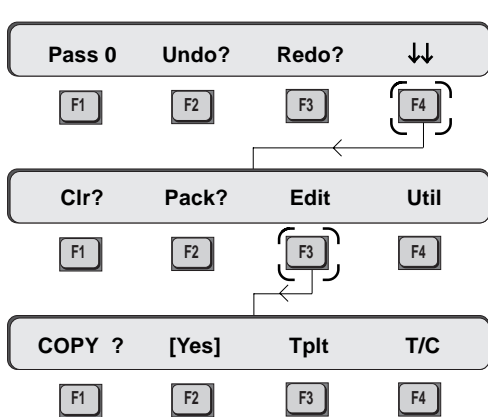 Pass 0 Undo? Redo? ↓↓
F1 F2 F3 F4
Clr? Pack? Edit Util
F1 F2 F3 F4
COPY ? [Yes] Tplt T/C
F1 F2 F3 F4